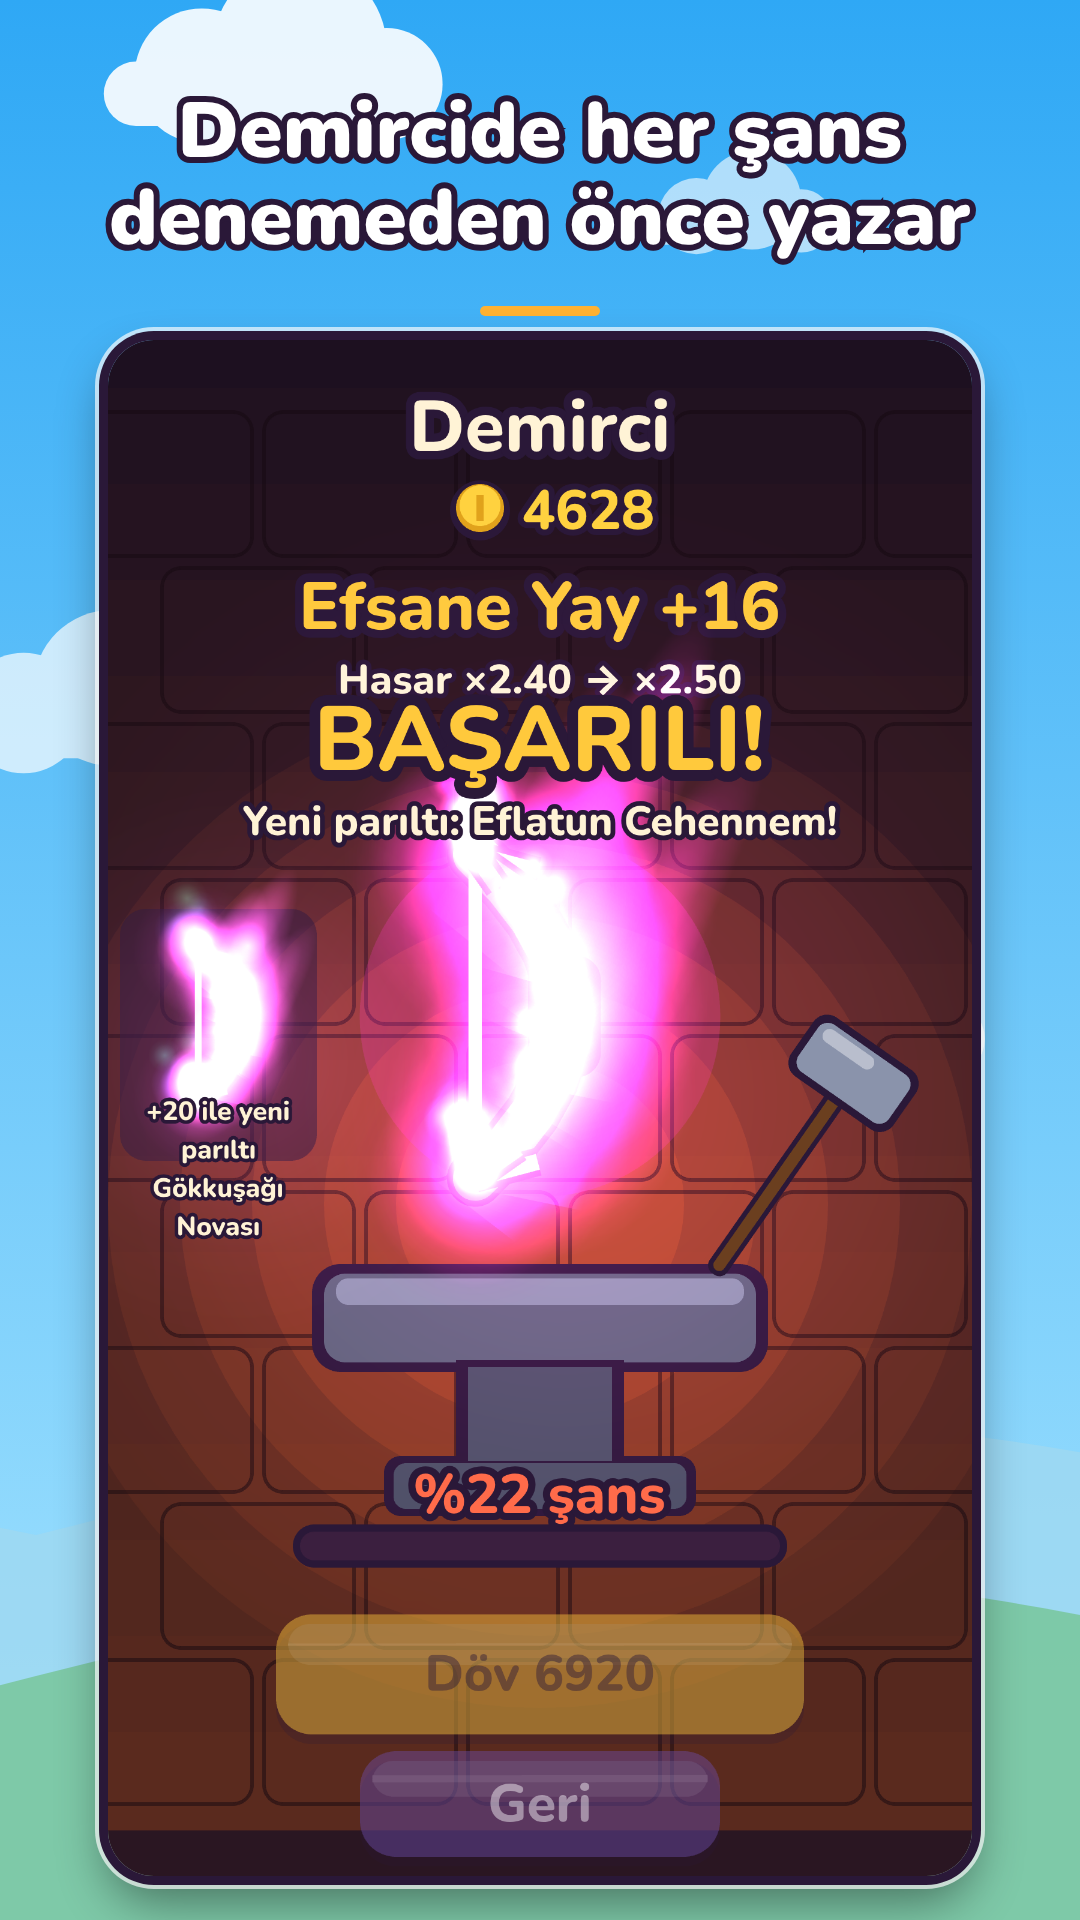 Demircide her şans
denemeden önce yazar
Demirci
4628
Efsane Yay +16
Hasar ×2.40 → ×2.50
BAŞARILI!
Yeni parıltı: Eflatun Cehennem!
+20 ile yeni
parıltı
Gökkuşağı
Novası
%22 şans
Döv 6920
Geri